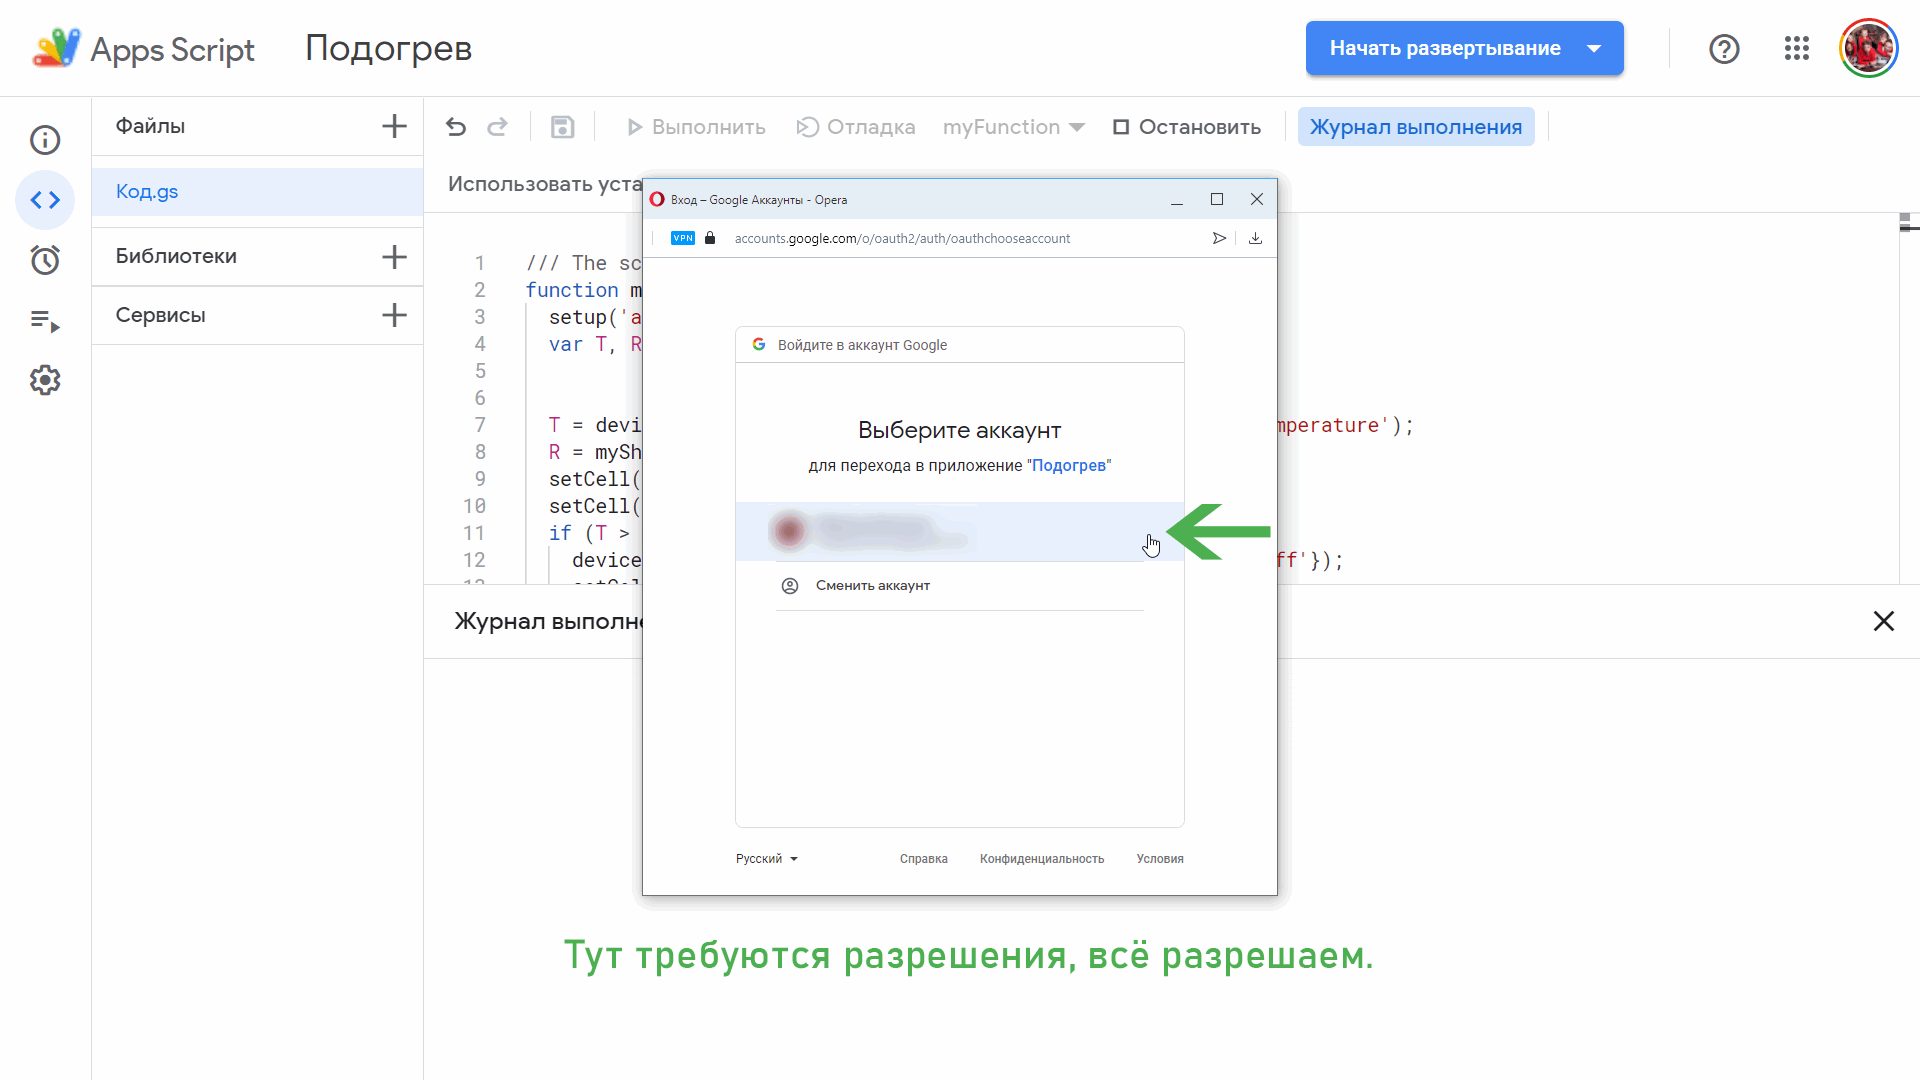 Apps Script
Подогрев
Начать развертывание
Файлы
Выполнить
Отладка
myFunction
Остановить
Журнал выполнения
Код.gs
Использовать уста
Вход – Google Аккаунты - Opera
VPN
accounts.google.com/o/oauth2/auth/oauthchooseaccount
Библиотеки
Сервисы
1 /// The sc
2 function m
3 setup('a
4 var T, R
5
6
7 T = devi mperature');
8 R = mySh
9 setCell(
10 setCell(
11 if (T >
12 device ff'});
Войдите в аккаунт Google
Выберите аккаунт
для перехода в приложение "Подогрев"
Сменить аккаунт
Журнал выполне
Русский
Справка
Конфиденциальность
Условия
Тут требуются разрешения, всё разрешаем.